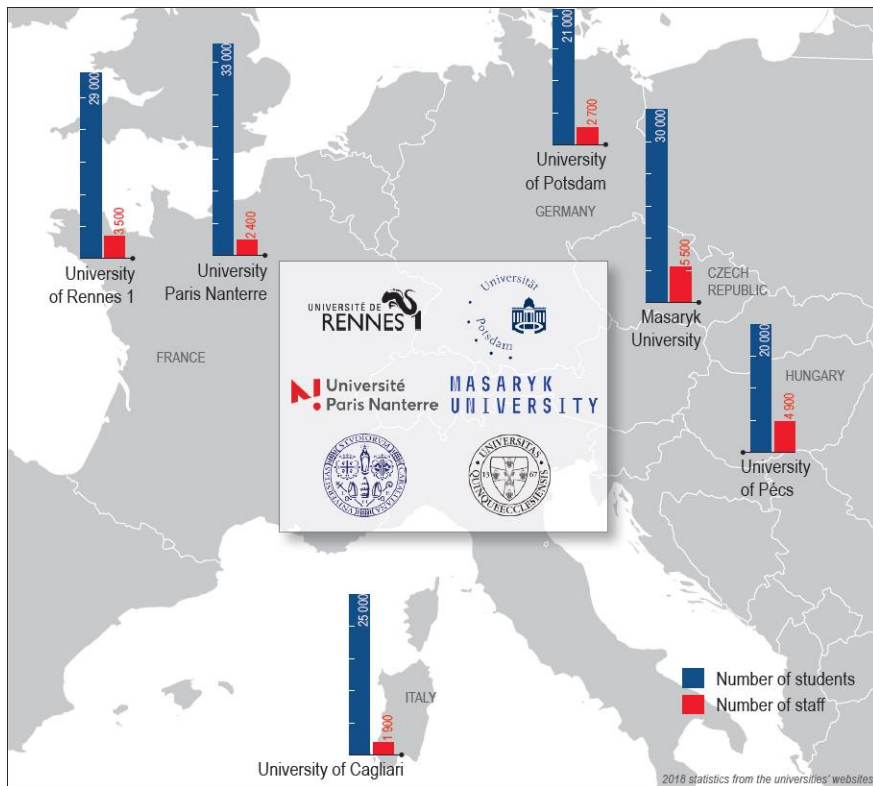 29 000
3 500
University
of Rennes 1
33 000
2 400
University
Paris Nanterre
21 000
2 700
University
of Potsdam
GERMANY
30 000
5 500
Masaryk
University
CZECH
REPUBLIC
FRANCE
UNIVERSITÉ DE
RENNES 1
Universität
Potsdam
Université
Paris Nanterre
MASARYK
UNIVERSITY
UNIVERSITAS
QUINQUEECCLESIENSIS
13 67
20 000
4 900
HUNGARY
University
of Pécs
25 000
1 900
ITALY
University of Cagliari
Number of students
Number of staff
2018 statistics from the universities' websites